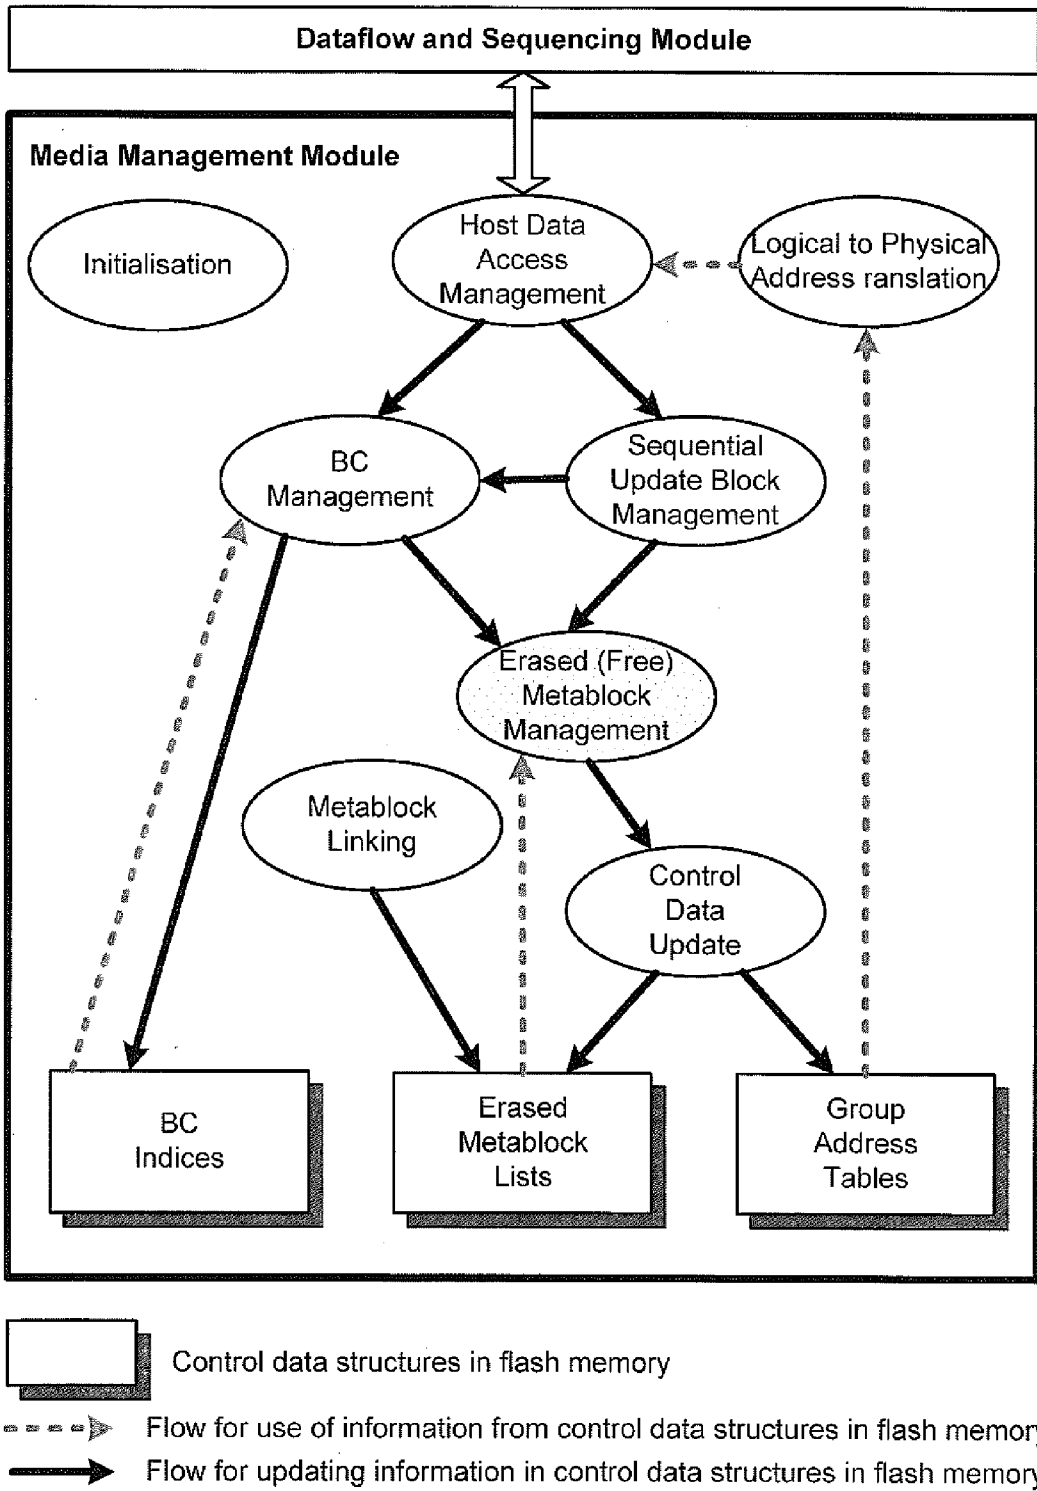 Dataflow and Sequencing Module
Media Management Module
Initialisation
Host Data
Access
Management
Logical to Physical
Address ranslation
BC
Management
Sequential
Update Block
Management
Erased (Free)
Metablock
Management
Metablock
Linking
Control
Data
Update
BC
Indices
Erased
Metablock
Lists
Group
Address
Tables
Control data structures in flash memory
Flow for use of information from control data structures in flash memory
Flow for updating information in control data structures in flash memory